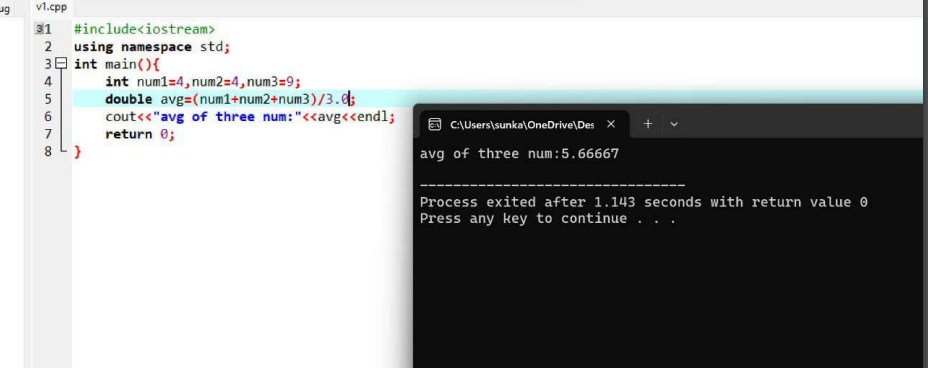 ug v1.cpp
1 #include<iostream>
2 using namespace std;
3 int main(){
4 int num1=4,num2=4,num3=9;
5 double avg=(num1+num2+num3)/3.0;
6 cout<<"avg of three num:"<<avg<<endl;
7 return 0;
8 }
C:\Users\sunka\OneDrive\Des
avg of three num:5.66667
--------------------------------
Process exited after 1.143 seconds with return value 0
Press any key to continue . . .